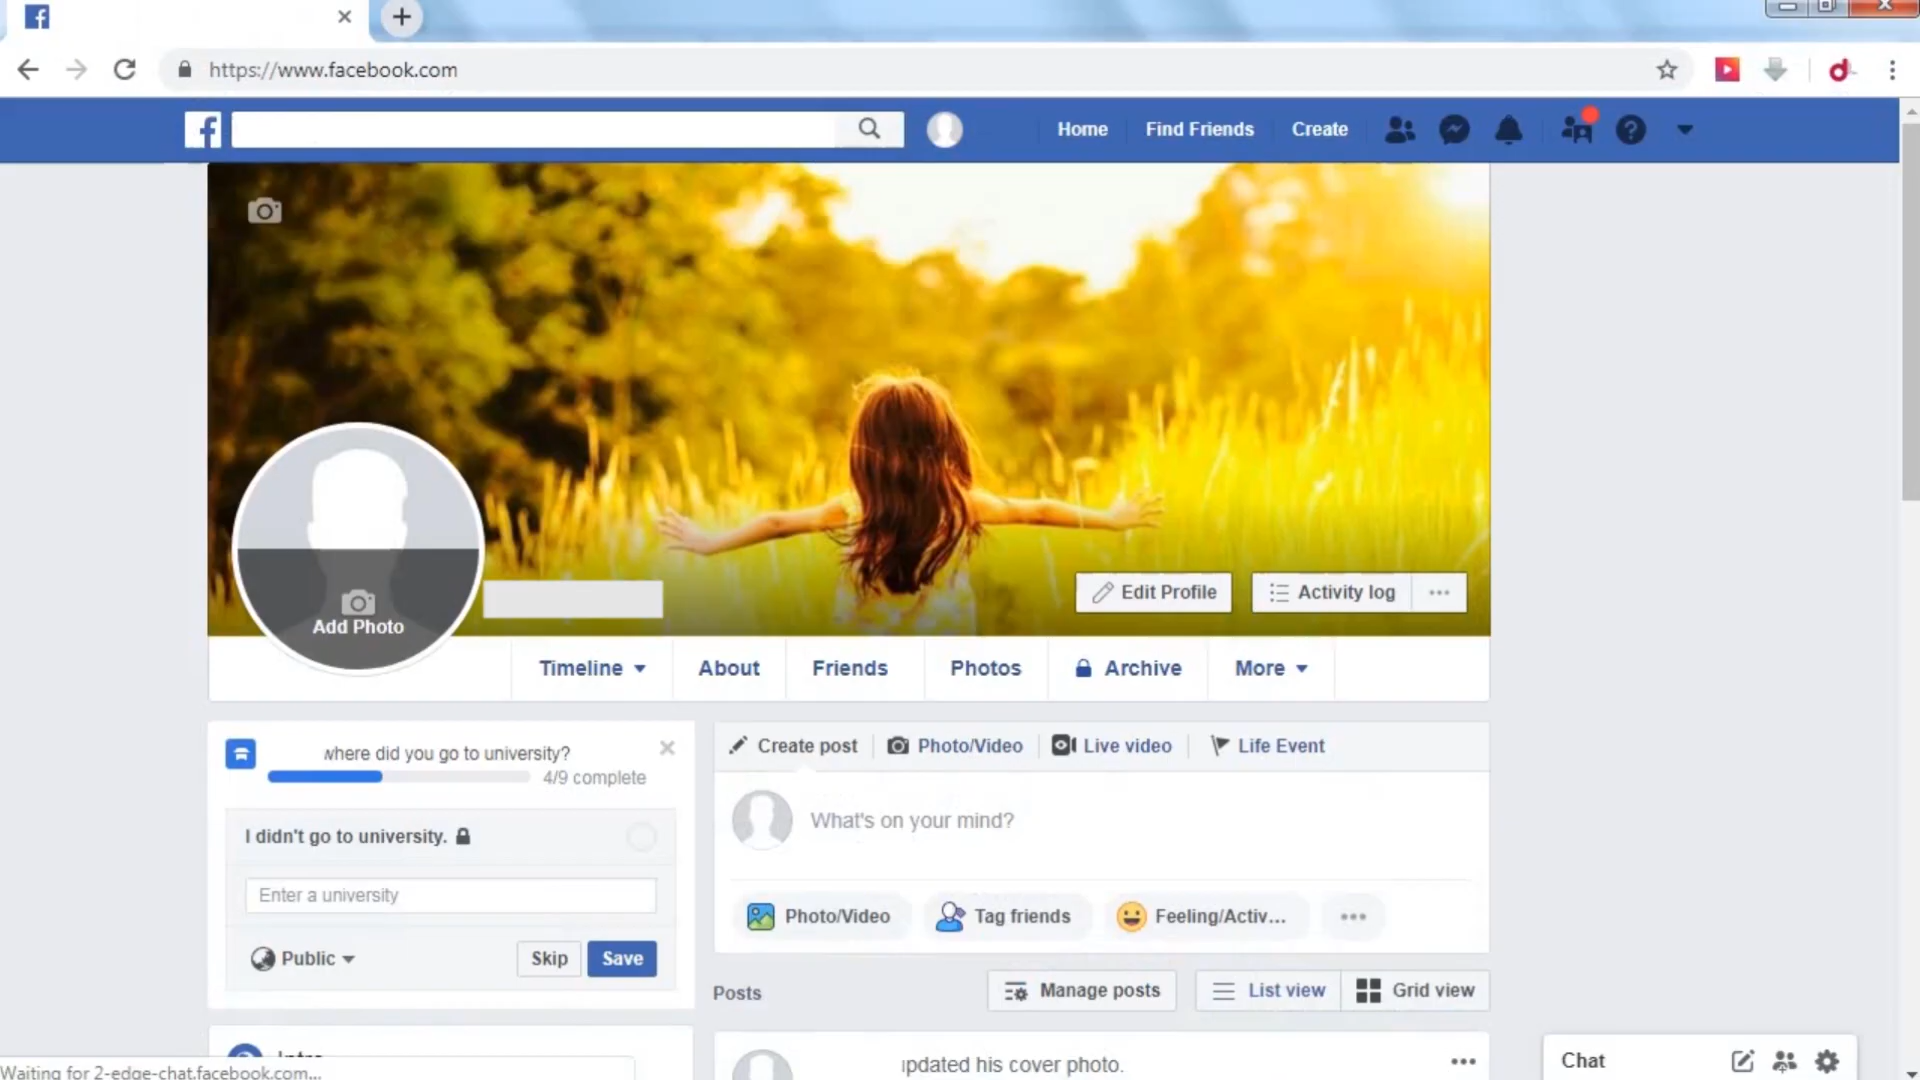 https://www.facebook.com
Home Find Friends Create
Edit Profile Activity log
Add Photo
Timeline About Friends Photos Archive More
where did you go to university?
4/9 complete
I didn't go to university.
Enter a university
Public Skip Save
Create post Photo/Video Live video Life Event
What's on your mind?
Photo/Video Tag friends Feeling/Activ...
Posts Manage posts List view Grid view
updated his cover photo.
Chat
Waiting for 2-edge-chat.facebook.com...